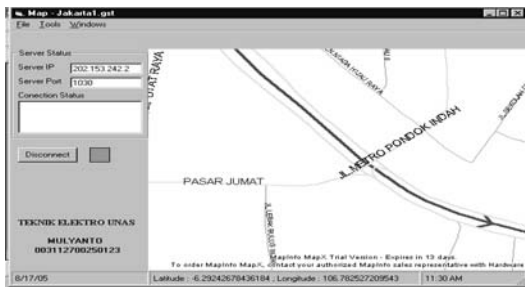 Map - Jakarta1.gst
File Tools Windows
Server Status
Server IP 202.153.242.2
Server Port 1030
Conection Status
Disconnect
TEKNIK ELEKTRO UNAS
MULYANTO
003112700250123
PASAR JUMAT
JL.METRO PONDOK INDAH
MapInfo MapX Trial Version - Expires in 13 days.
To order MapInfo MapX, contact your authorized MapInfo sales representative with Hardware
8/17/05
Latitude : -6.29242678436184 ; Longitude : 106.782527209543
11:30 AM